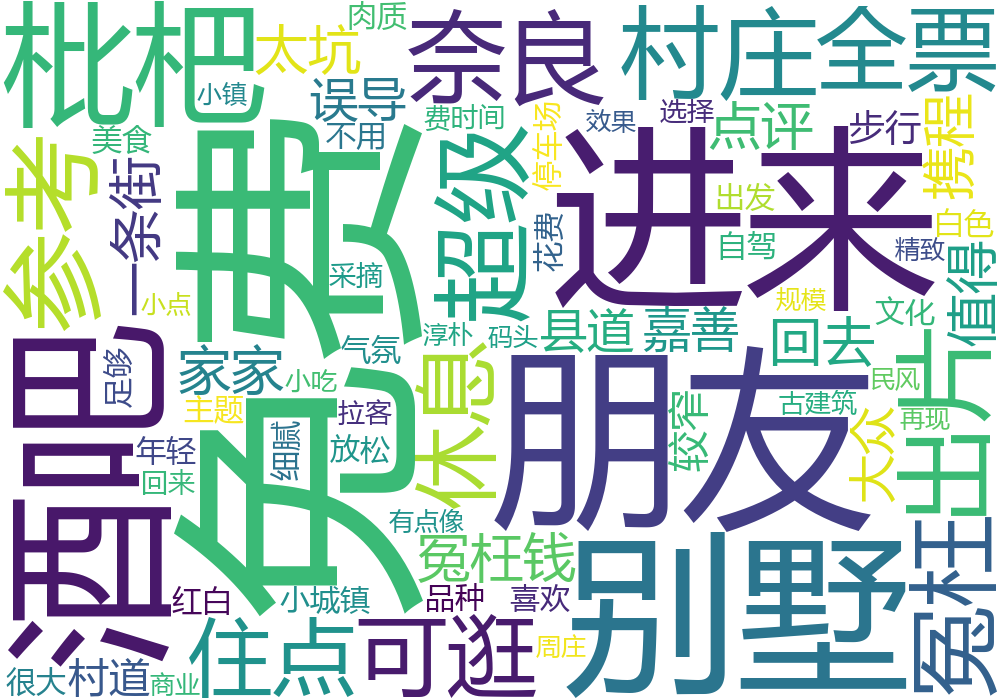 枇杷
太坑
肉质
奈良
村庄
全票
小镇
误导
美食
不用
费时间
停车场
效果
选择
点评
步行
携程
参考
一条街
免费
超级
进来
花费
出发
自驾
白色
精致
值得
采摘
小点
淳朴
码头
县道
嘉善
规模
回去
文化
酒吧
足够
家家
气氛
小吃
主题
拉客
休息
朋友
较窄
古建筑
民风
再现
大众
出片
年轻
回来
细腻
放松
有点像
冤枉钱
别墅
冤枉
红白
小城镇
品种
喜欢
很大
村道
商业
住点
可逛
周庄